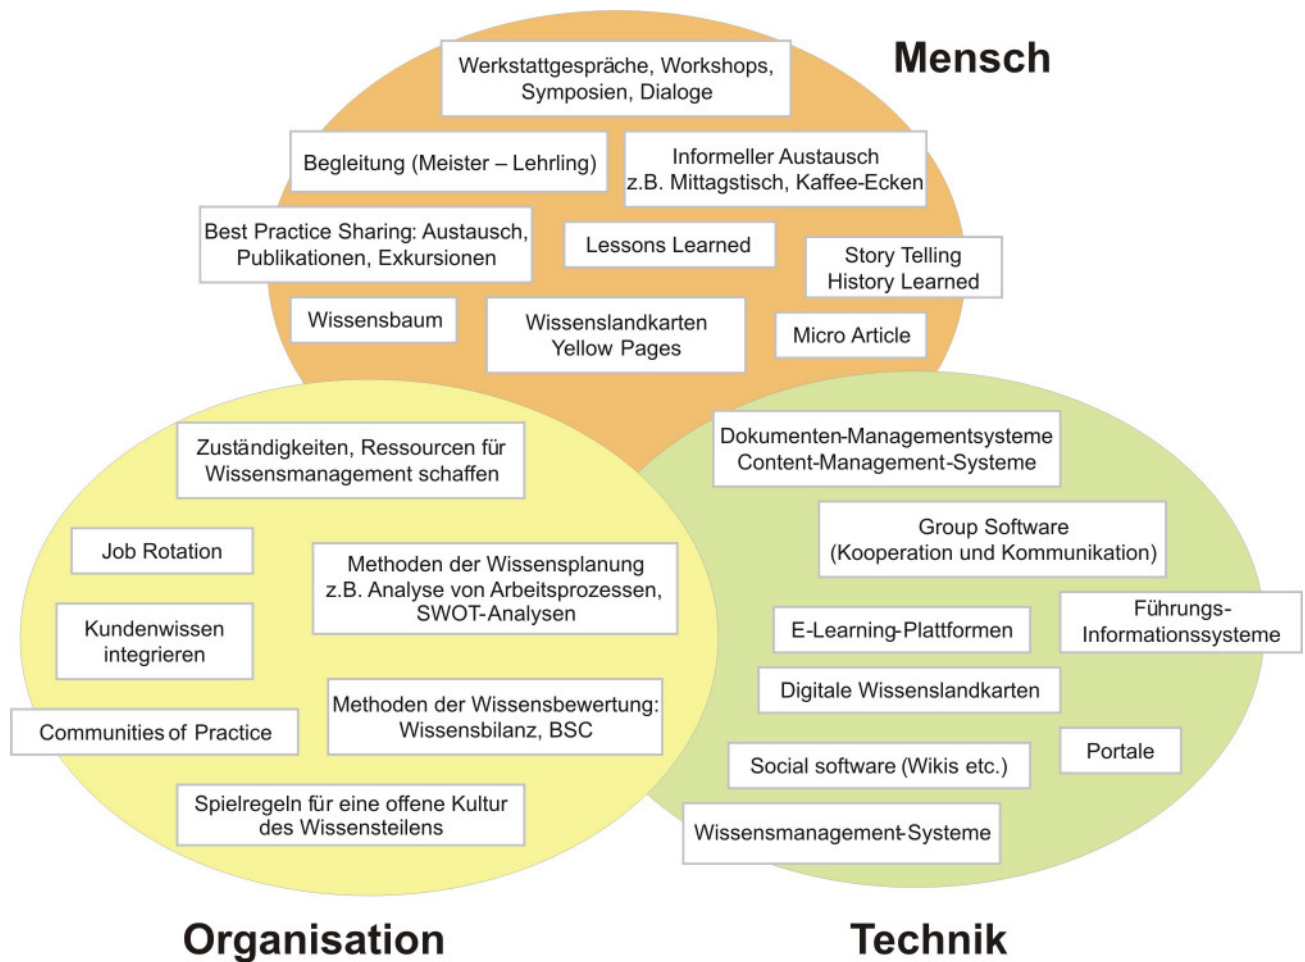 Mensch
Werkstattgespräche, Workshops,
Symposien, Dialoge
Begleitung (Meister – Lehrling)
Informeller Austausch
z.B. Mittagstisch, Kaffee-Ecken
Best Practice Sharing: Austausch,
Publikationen, Exkursionen
Lessons Learned
Story Telling
History Learned
Wissensbaum
Wissenslandkarten
Yellow Pages
Micro Article
Zuständigkeiten, Ressourcen für
Wissensmanagement schaffen
Job Rotation
Methoden der Wissensplanung
z.B. Analyse von Arbeitsprozessen,
SWOT-Analysen
Kundenwissen
integrieren
Communities of Practice
Methoden der Wissensbewertung:
Wissensbilanz, BSC
Spielregeln für eine offene Kultur
des Wissensteilens
Organisation
Dokumenten-Managementsysteme
Content-Management-Systeme
Group Software
(Kooperation und Kommunikation)
E-Learning-Plattformen
Führungs-
Informationssysteme
Digitale Wissenslandkarten
Social software (Wikis etc.)
Portale
Wissensmanagement-Systeme
Technik